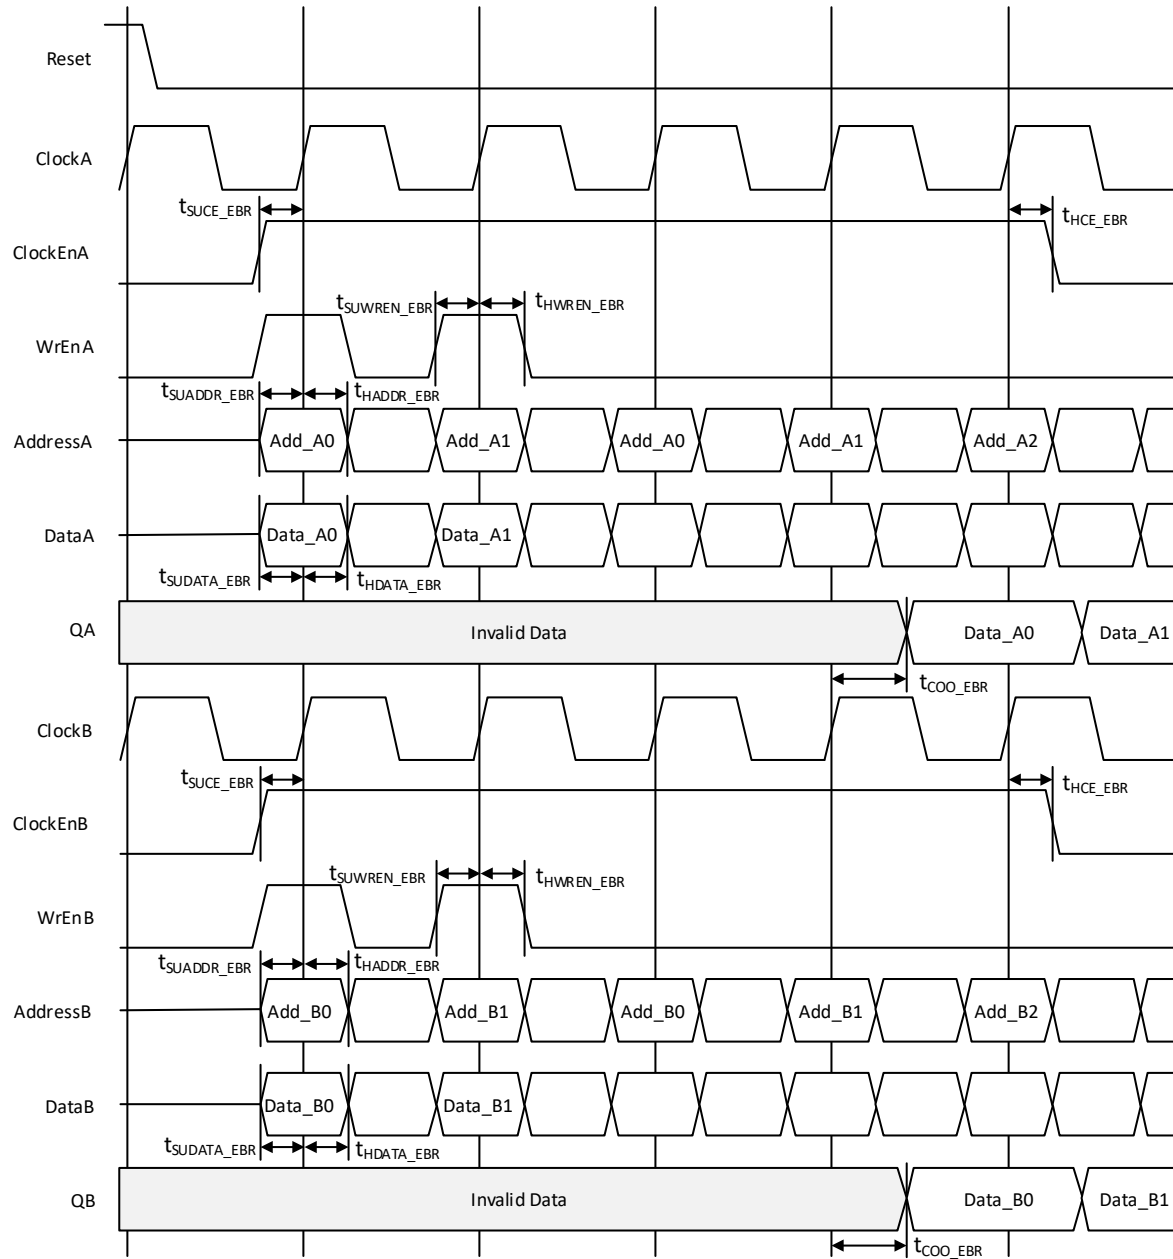 Reset
ClockA
tSUCE_EBR
tHCE_EBR
ClockEnA
tSUWREN_EBR tHWREN_EBR
WrEnA
tSUADDR_EBR tHADDR_EBR
AddressA Add_A0 Add_A1 Add_A0 Add_A1 Add_A2
DataA Data_A0 Data_A1
tSUDATA_EBR tHDATA_EBR
QA Invalid Data Data_A0 Data_A1
tCOO_EBR
ClockB
tSUCE_EBR tHCE_EBR
ClockEnB
tSUWREN_EBR tHWREN_EBR
WrEnB
tSUADDR_EBR tHADDR_EBR
AddressB Add_B0 Add_B1 Add_B0 Add_B1 Add_B2
DataB Data_B0 Data_B1
tSUDATA_EBR tHDATA_EBR
QB Invalid Data Data_B0 Data_B1
tCOO_EBR